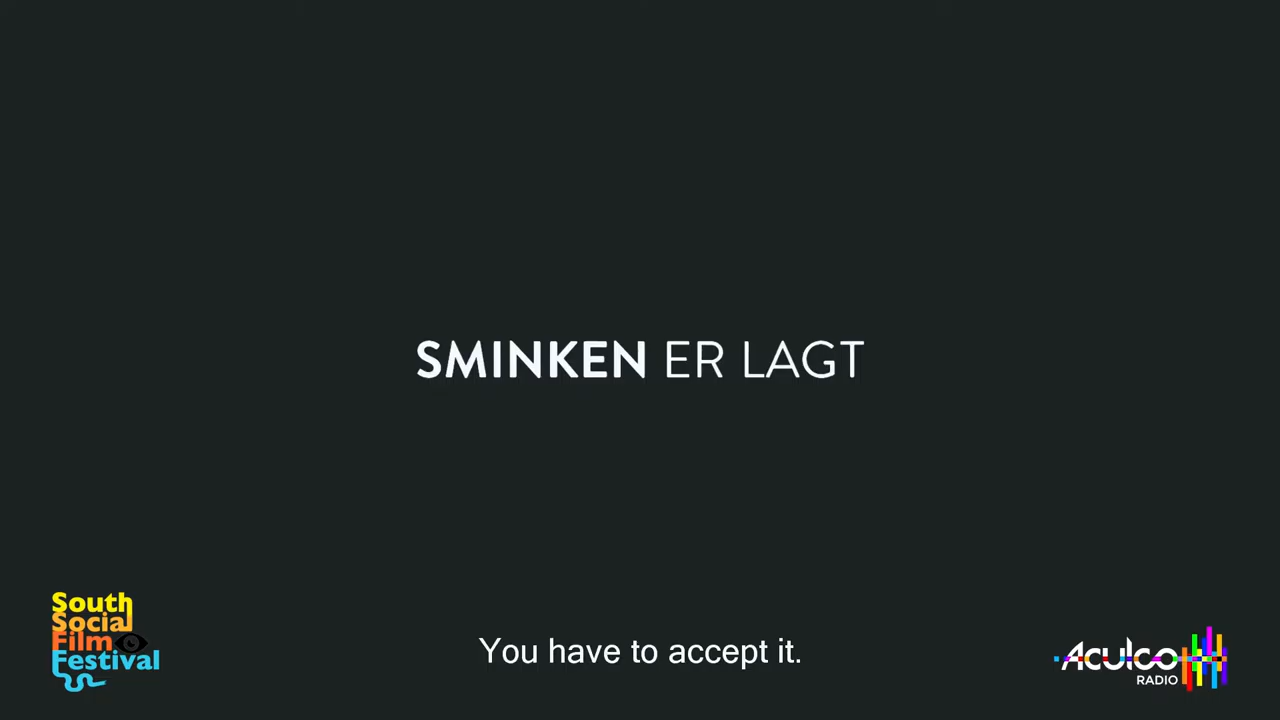 SMINKEN ER LAGT
South
Social
Film
Festival
You have to accept it.
Aculco
RADIO